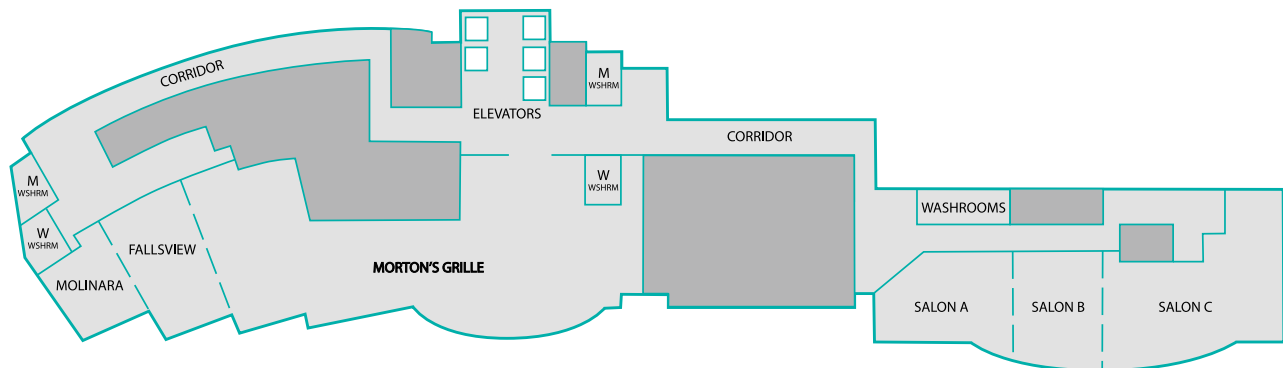 CORRIDOR
ELEVATORS
M
WSHRM
CORRIDOR
M
WSHRM
W
WSHRM
W
WSHRM
WASHROOMS
FALLSVIEW
MOLINARA
MORTON'S GRILLE
SALON A
SALON B
SALON C